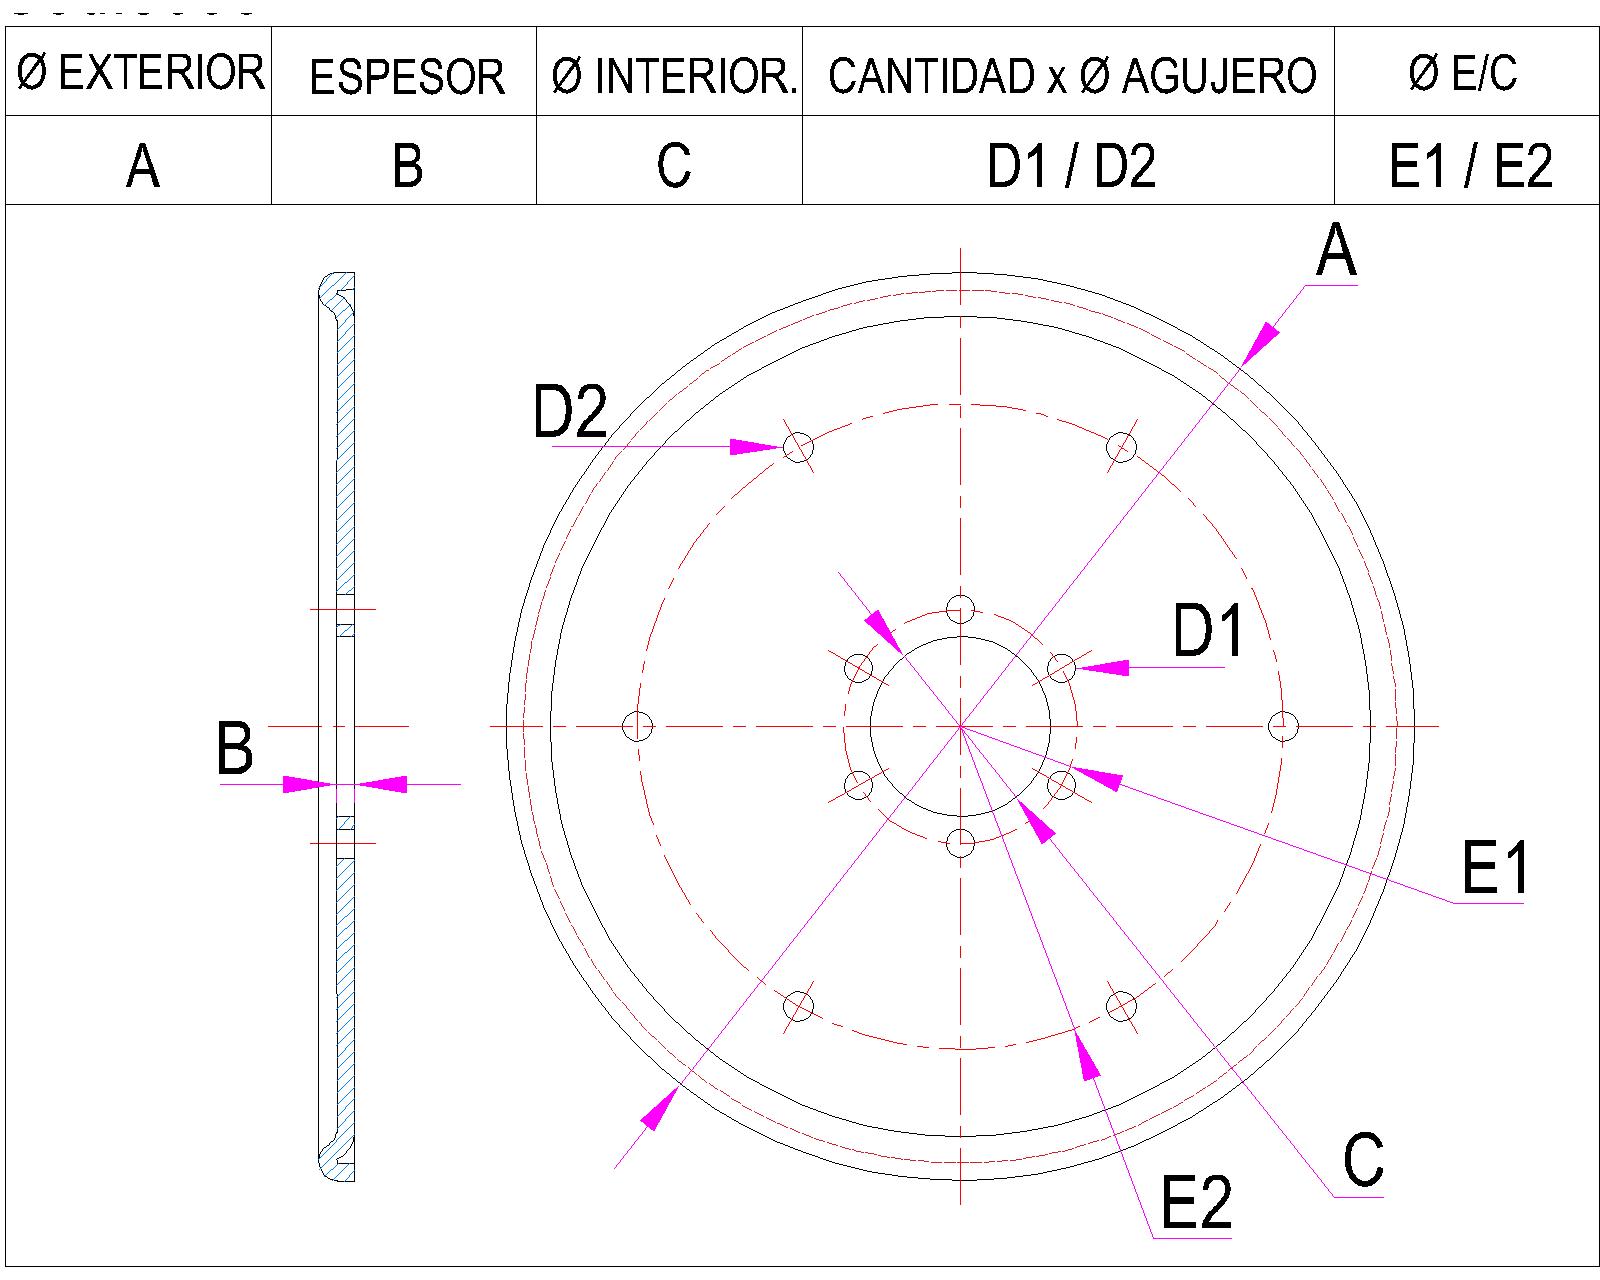 Ø EXTERIOR ESPESOR Ø INTERIOR. CANTIDAD x Ø AGUJERO Ø E/C
A B C D1 / D2 E1 / E2
A
D2
D1
B
E1
C
E2